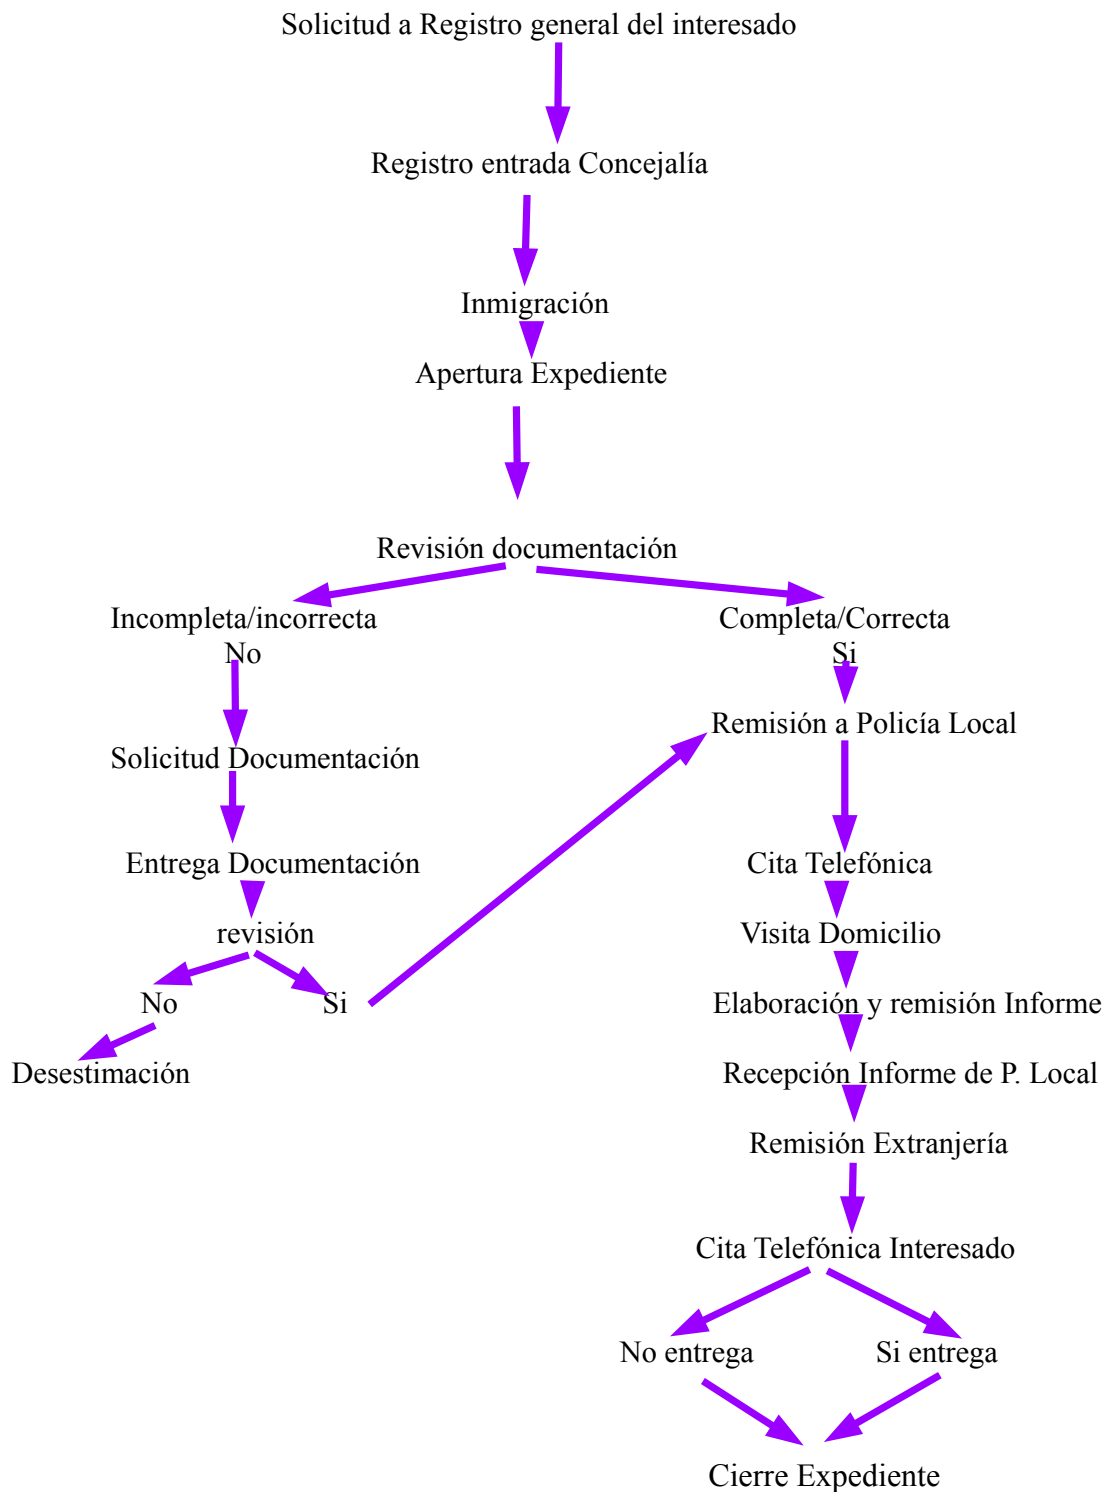 Solicitud a Registro general del interesado
Registro entrada Concejalía
Inmigración
Apertura Expediente
Revisión documentación
Incompleta/incorrecta
No
Completa/Correcta
Si
Solicitud Documentación
Entrega Documentación
revisión
No
Si
Desestimación
Remisión a Policía Local
Cita Telefónica
Visita Domicilio
Elaboración y remisión Informe
Recepción Informe de P. Local
Remisión Extranjería
Cita Telefónica Interesado
No entrega
Si entrega
Cierre Expediente